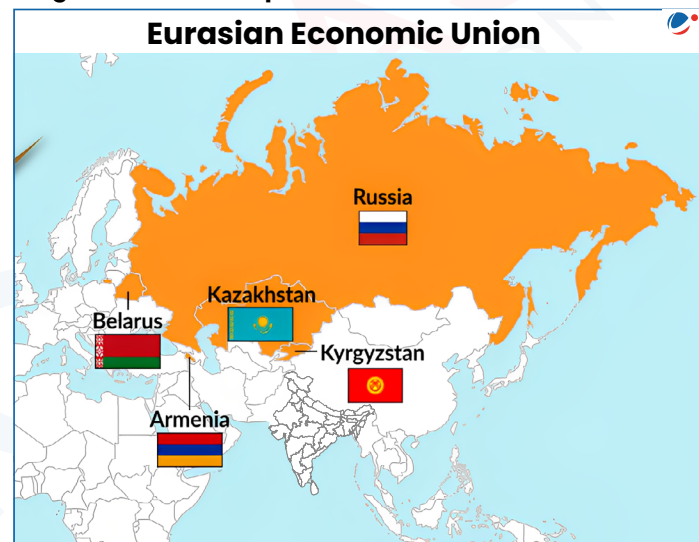 Eurasian Economic Union
Russia
Kazakhstan
Belarus
Kyrgyzstan
Armenia